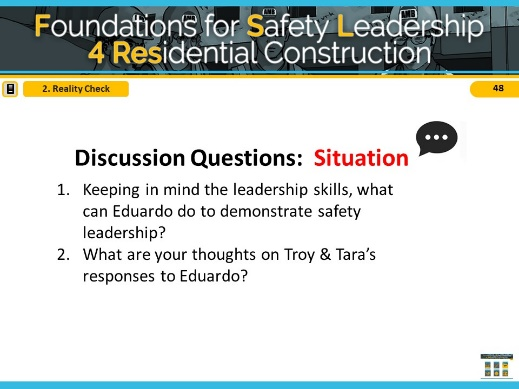 Foundations for Safety Leadership
4 Residential Construction
2. Reality Check
48
Discussion Questions: Situation
1. Keeping in mind the leadership skills, what
can Eduardo do to demonstrate safety
leadership?
2. What are your thoughts on Troy & Tara's
responses to Eduardo?